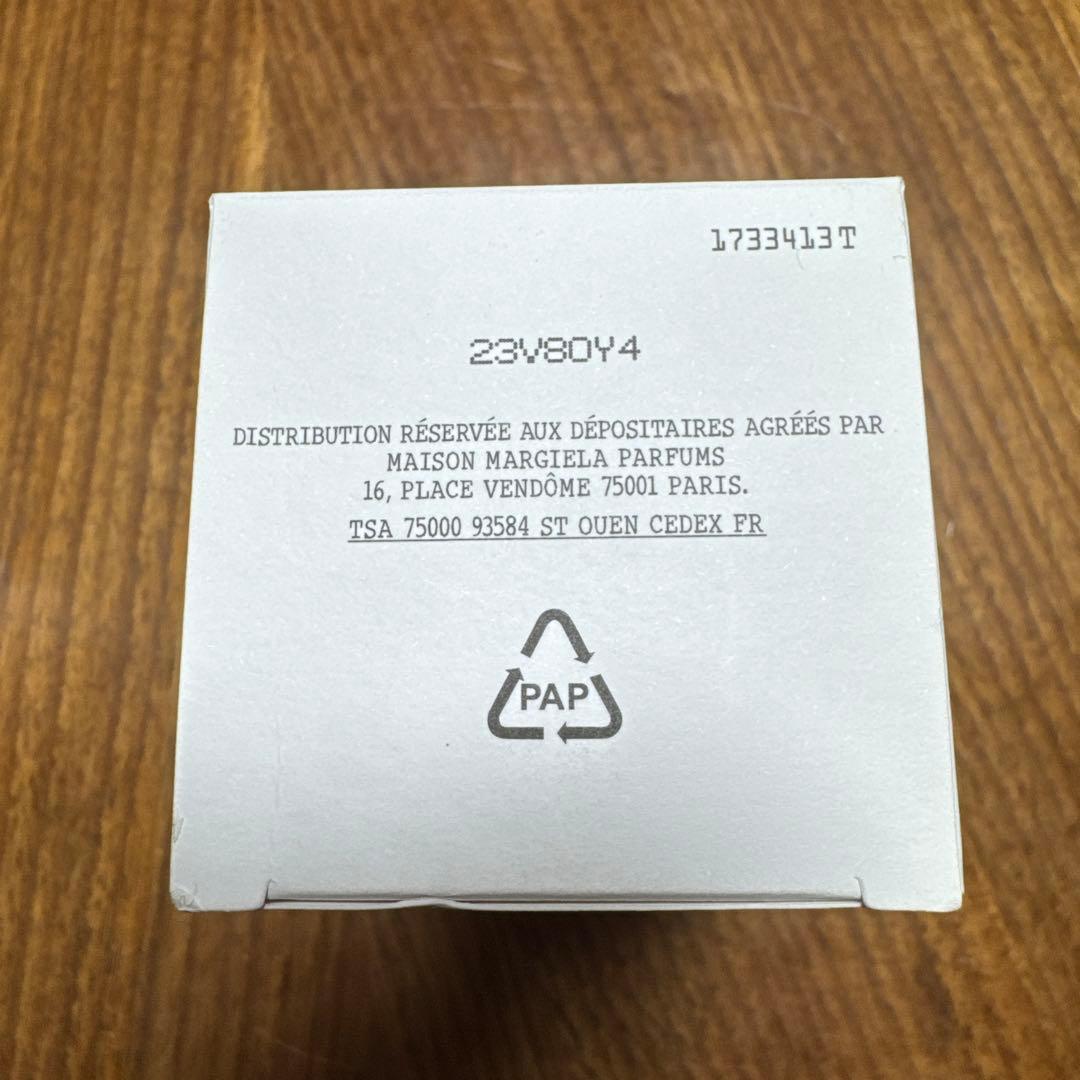 1733413T
23V80Y4
DISTRIBUTION RÉSERVÉE AUX DÉPOSITAIRES AGRÉÉS PAR
MAISON MARGIELA PARFUMS
16, PLACE VENDÔME 75001 PARIS.
TSA 75000 93584 ST OUEN CEDEX FR
PAP